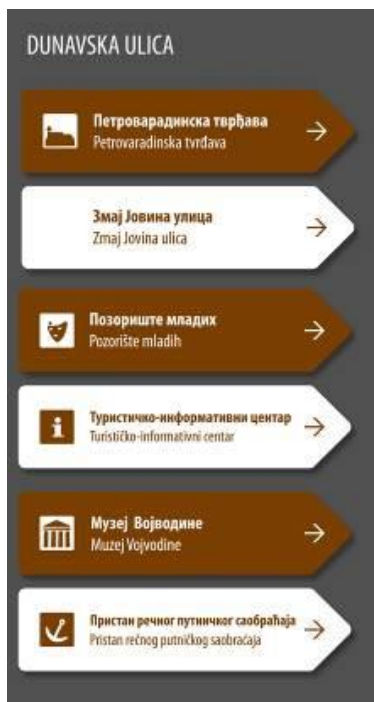 DUNAVSKA ULICA
Петроварадинска тврђава
Petrovaradinska tvrđava
Змај Јовина улица
Zmaj Jovina ulica
Позориште младих
Pozorište mladih
Туристичко-информативни центар
Turističko-informativni centar
Музеј Војводине
Muzej Vojvodine
Пристан речног путничког саобраћаја
Pristan rečnog putničkog saobraćaja